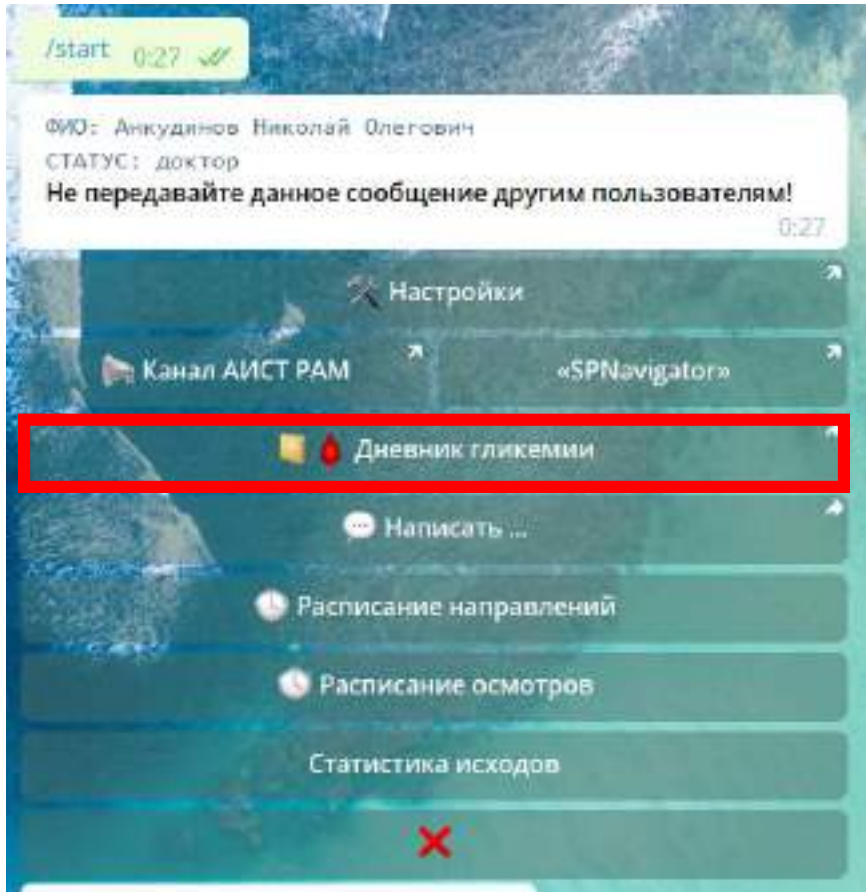 /start 0:27
ФИО: Анкудинов Николай Олегович
СТАТУС: доктор
Не передавайте данное сообщение другим пользователям!
0:27
Настройки
Канал АИСТ РАМ «SPNavigator»
Дневник гликемии
Написать ...
Расписание направлений
Расписание осмотров
Статистика исходов